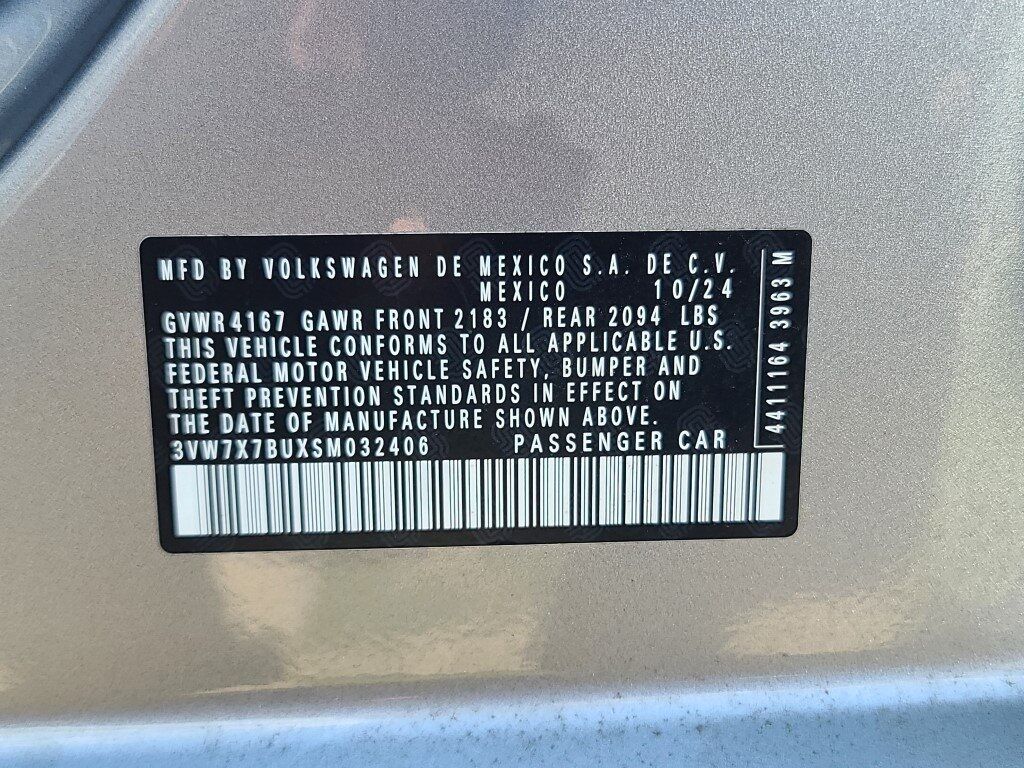 MFD BY VOLKSWAGEN DE MEXICO S.A. DE C.V.
MEXICO 10/24
GVWR 4167 GAWR FRONT 2183 / REAR 2094 LBS
THIS VEHICLE CONFORMS TO ALL APPLICABLE U.S.
FEDERAL MOTOR VEHICLE SAFETY, BUMPER AND
THEFT PREVENTION STANDARDS IN EFFECT ON
THE DATE OF MANUFACTURE SHOWN ABOVE.
3VW7X7BUXSM032406 PASSENGER CAR
4411164 3963 M